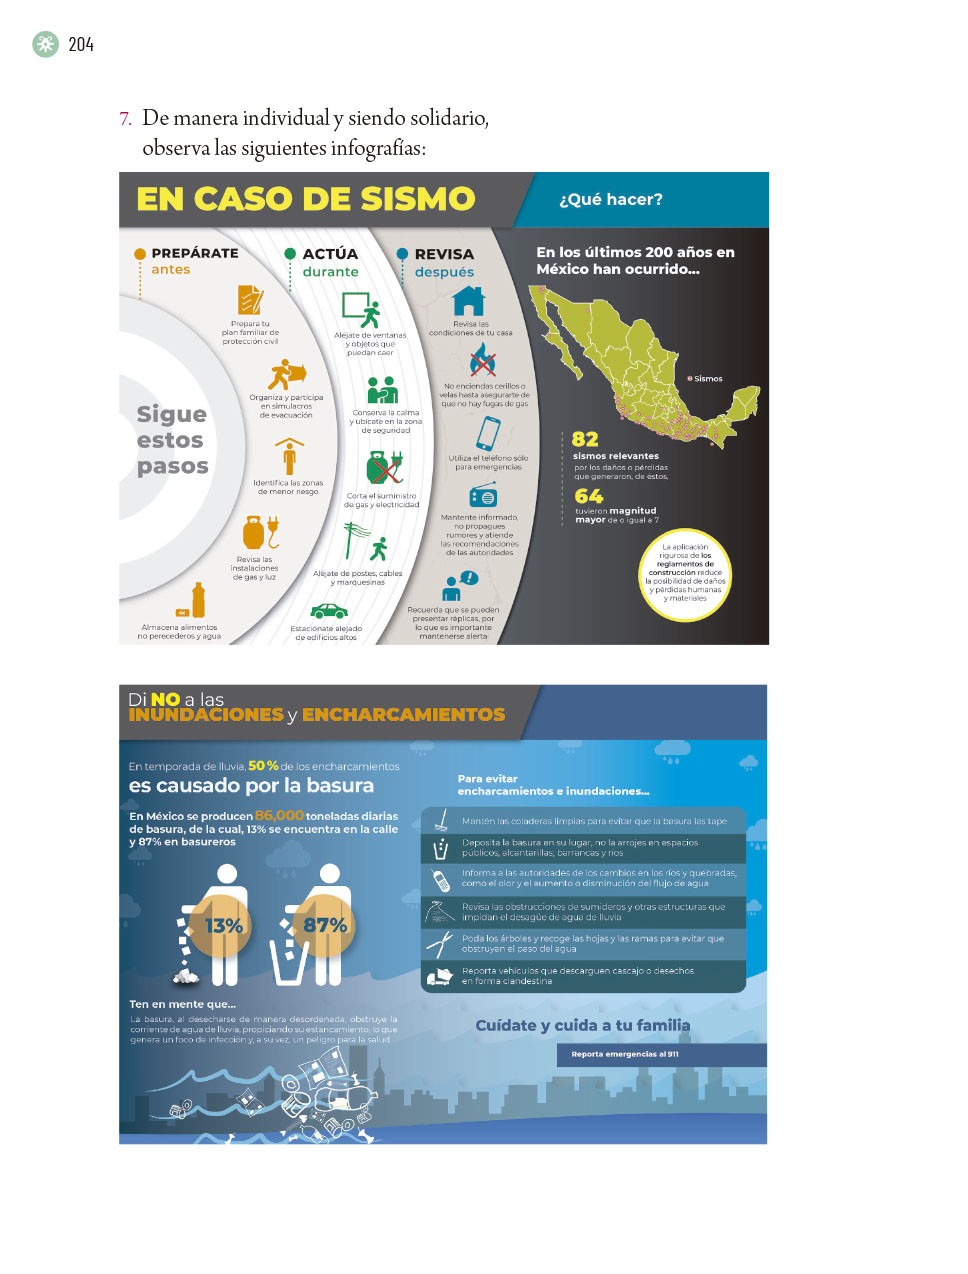 204
7. De manera individual y siendo solidario,
observa las siguientes infografías:
EN CASO DE SISMO
¿Qué hacer?
PREPÁRATE
antes
Prepara tu
plan familiar de
protección civil
Organiza y participa
en simulacros
de evacuación
Identifica las zonas
de menor riesgo
Revisa las
instalaciones
de gas y luz
Almacena alimentos
no perecederos y agua
Sigue
estos
pasos
ACTÚA
durante
Aléjate de ventanas
y objetos que
puedan caer
Conserva la calma
y ubícate en la zona
de seguridad
Corta el suministro
de gas y electricidad
Aléjate de postes, cables
y marquesinas
Estaciónate alejado
de edificios altos
REVISA
después
Revisa las
condiciones de tu casa
No enciendas cerillos o
velas hasta asegurarte de
que no hay fugas de gas
Utiliza el teléfono sólo
para emergencias
Mantente informado,
no propagues
rumores y atiende
las recomendaciones
de las autoridades
Recuerda que se pueden
presentar réplicas, por
lo que es importante
mantenerse alerta
En los últimos 200 años en
México han ocurrido...
Sismos
82
sismos relevantes
por los daños o pérdidas
que generaron, de éstos,
64
tuvieron magnitud
mayor de o igual a 7
La aplicación
rigurosa de los
reglamentos de
construcción reduce
la posibilidad de daños
y pérdidas humanas
y materiales
Di NO a las
INUNDACIONES y ENCHARCAMIENTOS
En temporada de lluvia, 50% de los encharcamientos
es causado por la basura
En México se producen 86,000 toneladas diarias
de basura, de la cual, 13% se encuentra en la calle
y 87% en basureros
13%
87%
Ten en mente que...
La basura, al desecharse de manera desordenada, obstruye la
corriente de agua de lluvia, propiciando su estancamiento, lo que
genera un foco de infección y, a su vez, un peligro para la salud
Para evitar
encharcamientos e inundaciones...
Mantén las coladeras limpias para evitar que la basura las tape
Deposita la basura en su lugar, no la arrojes en espacios
públicos, alcantarillas, barrancas y ríos
Informa a las autoridades de los cambios en los ríos y quebradas,
como el olor y el aumento o disminución del flujo de agua
Revisa las obstrucciones de sumideros y otras estructuras que
impidan el desagüe de agua de lluvia
Poda los árboles y recoge las hojas y las ramas para evitar que
obstruyan el paso del agua
Reporta vehículos que descarguen cascajo o desechos
en forma clandestina
Cuídate y cuida a tu familia
Reporta emergencias al 911